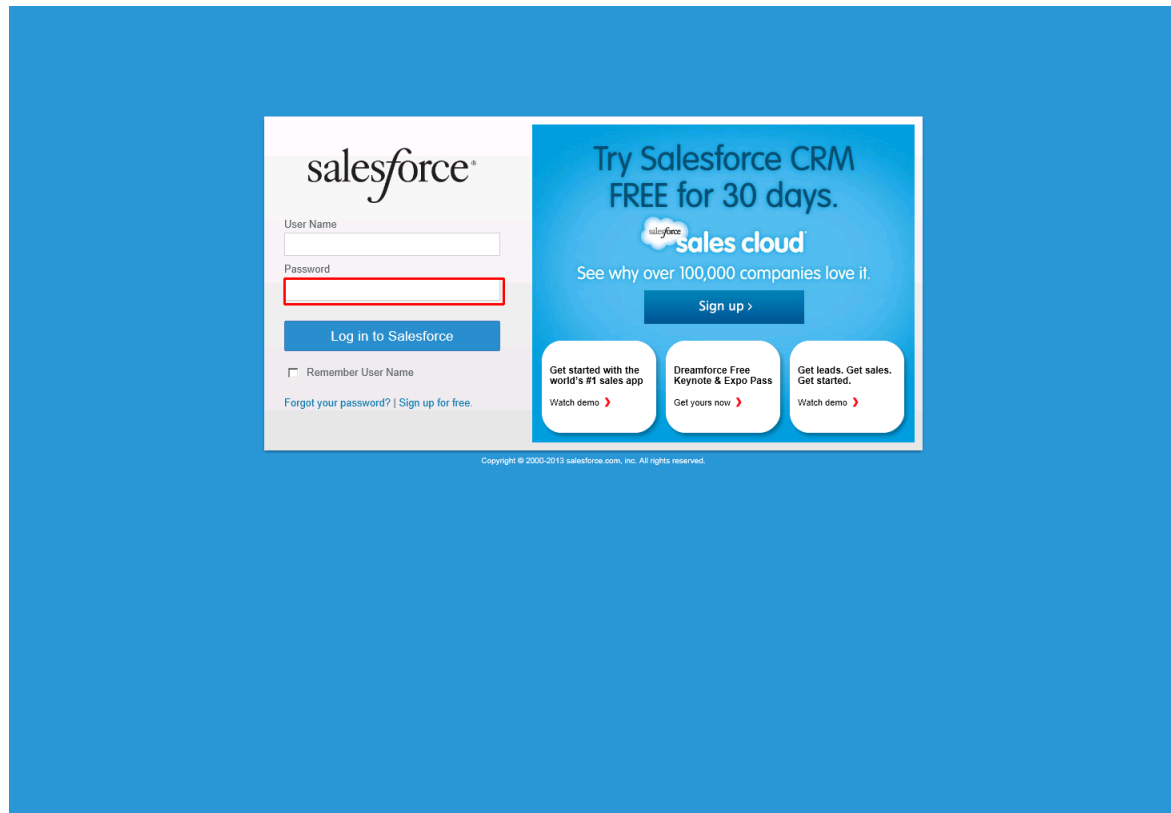 salesforce
User Name
Password
Log in to Salesforce
Remember User Name
Forgot your password? | Sign up for free.
Try Salesforce CRM
FREE for 30 days.
salesforce
sales cloud
See why over 100,000 companies love it.
Sign up >
Get started with the
world's #1 sales app
Watch demo ❯
Dreamforce Free
Keynote & Expo Pass
Get yours now ❯
Get leads. Get sales.
Get started.
Watch demo ❯
Copyright © 2000-2013 salesforce.com, inc. All rights reserved.